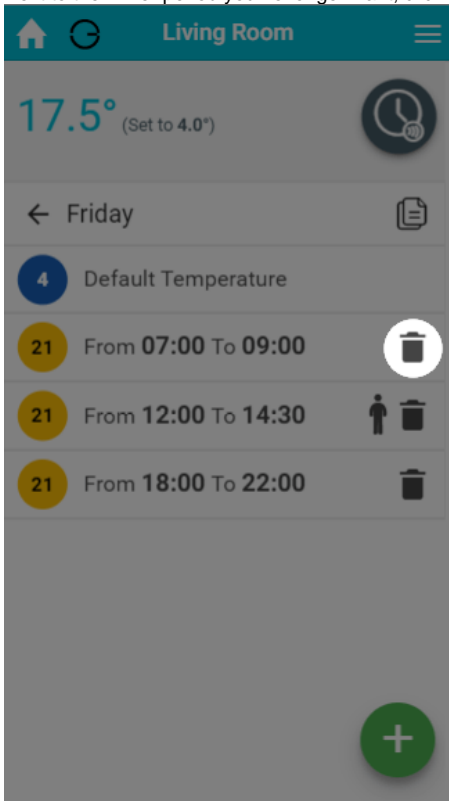 Living Room
17.5° (Set to 4.0°)
Friday
4 Default Temperature
21 From 07:00 To 09:00
21 From 12:00 To 14:30
21 From 18:00 To 22:00
+